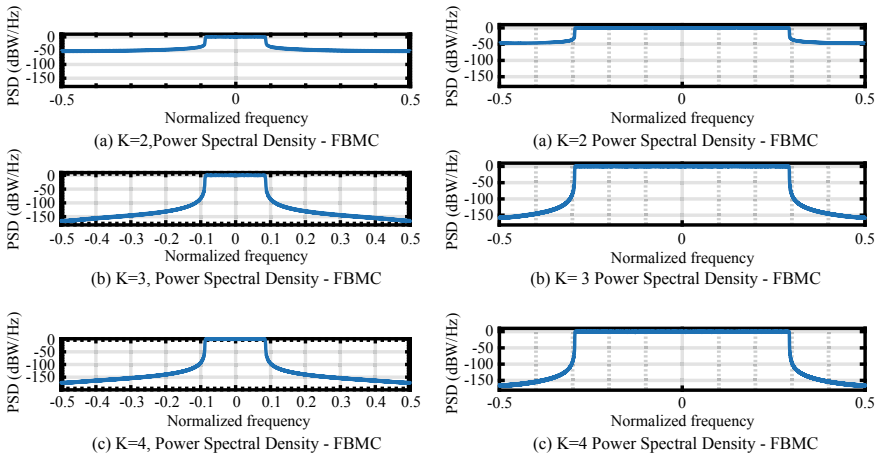 PSD (dBW/Hz)
0
-50
-100
-150
-0.5 0 0.5
Normalized frequency
(a) K=2,Power Spectral Density - FBMC
PSD (dBW/Hz)
0
-50
-100
-150
-0.5 0 0.5
Normalized frequency
(a) K=2 Power Spectral Density - FBMC
PSD (dBW/Hz)
0
-50
-100
-150
-0.5 -0.4 -0.3 -0.2 -0.1 0 0.1 0.2 0.3 0.4 0.5
Normalized frequency
(b) K=3, Power Spectral Density - FBMC
PSD (dBW/Hz)
0
-50
-100
-150
-0.5 0 0.5
Normalized frequency
(b) K= 3 Power Spectral Density - FBMC
PSD (dBW/Hz)
0
-50
-100
-150
-0.5 -0.4 -0.3 -0.2 -0.1 0 0.1 0.2 0.3 0.4 0.5
Normalized frequency
(c) K=4, Power Spectral Density - FBMC
PSD (dBW/Hz)
0
-50
-100
-150
-0.5 0 0.5
Normalized frequency
(c) K=4 Power Spectral Density - FBMC